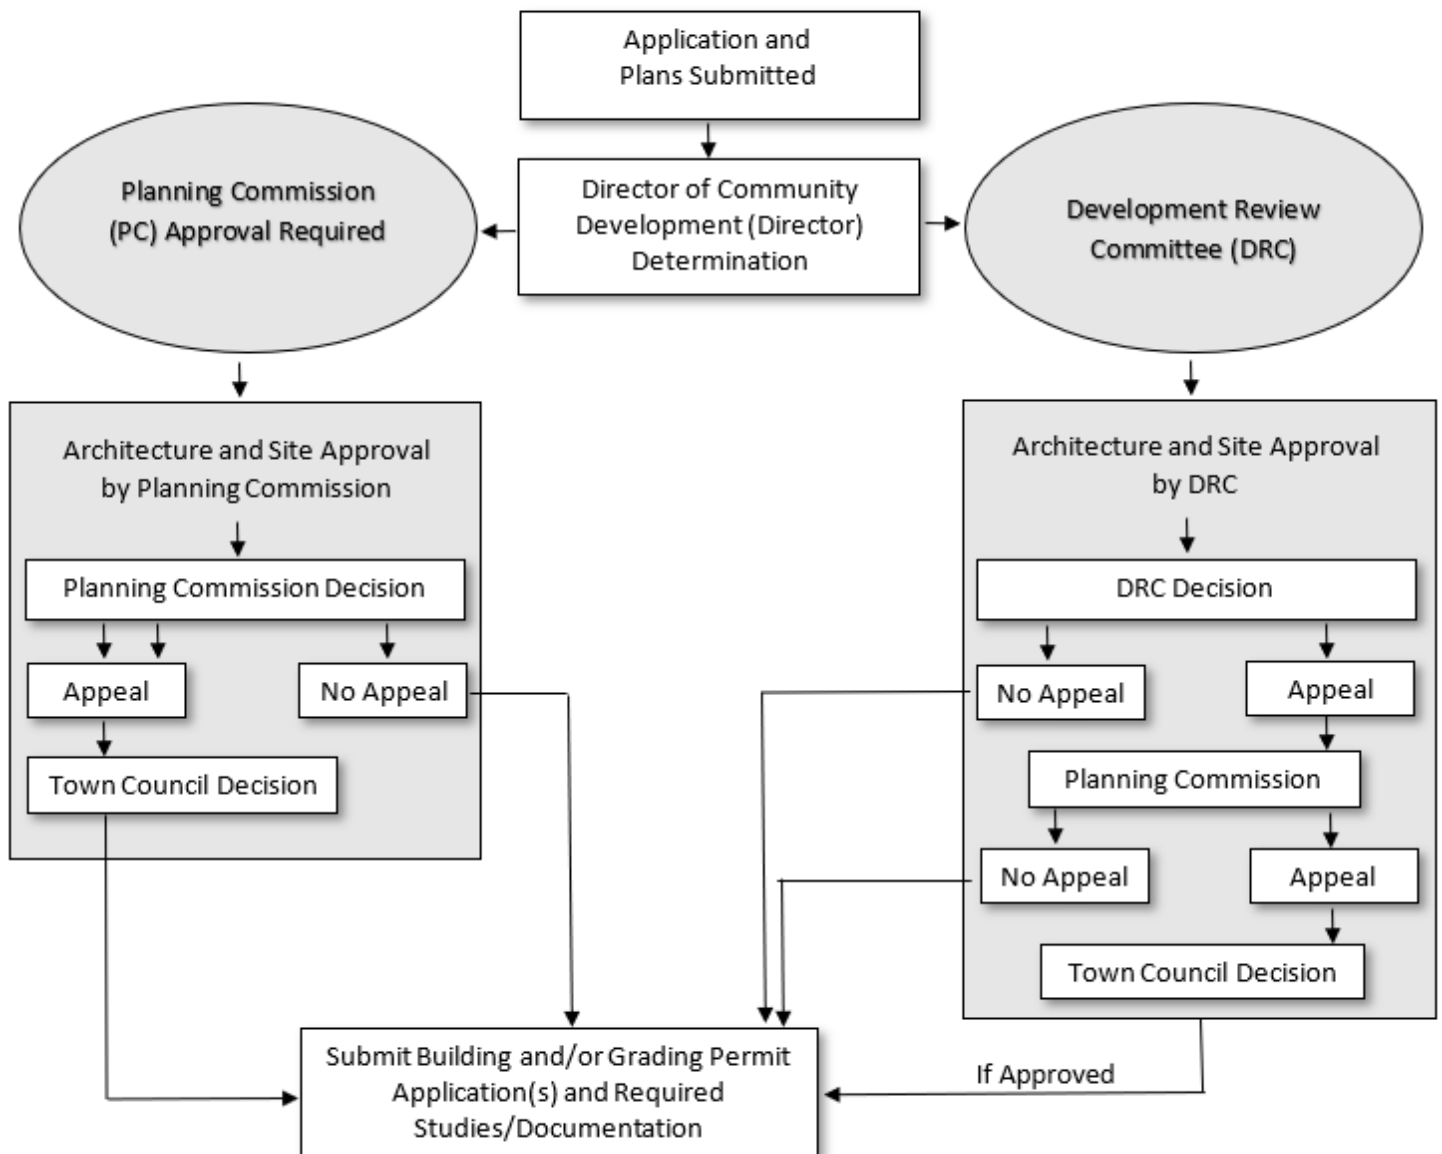 Application and
Plans Submitted
Planning Commission
(PC) Approval Required
Director of Community
Development (Director)
Determination
Development Review
Committee (DRC)
Architecture and Site Approval
by Planning Commission
Planning Commission Decision
Appeal
No Appeal
Town Council Decision
Architecture and Site Approval
by DRC
DRC Decision
No Appeal
Appeal
Planning Commission
No Appeal
Appeal
Town Council Decision
If Approved
Submit Building and/or Grading Permit
Application(s) and Required
Studies/Documentation